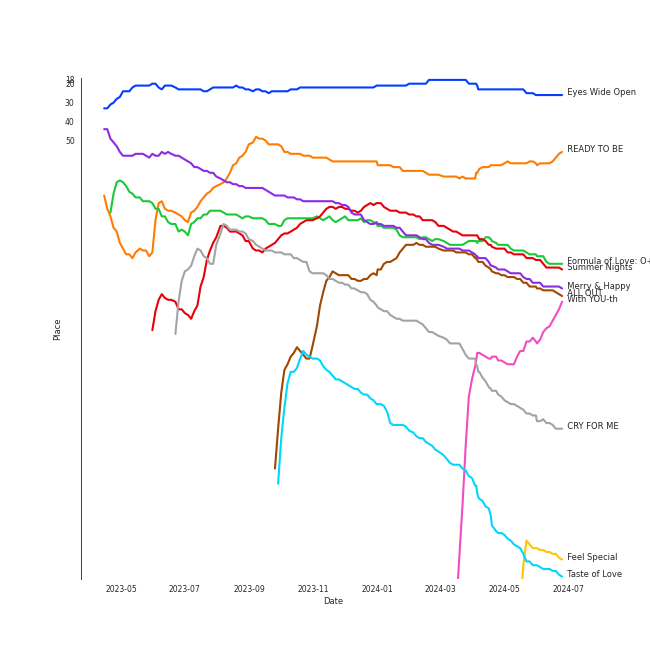 18
20
30
40
50
Eyes Wide Open
READY TO BE
Formula of Love: O+
Summer Nights
Merry & Happy
ALL OUT
With YOU-th
CRY FOR ME
Feel Special
Taste of Love
Place
2023-05
2023-07
2023-09
2023-11
2024-01
2024-03
2024-05
2024-07
Date